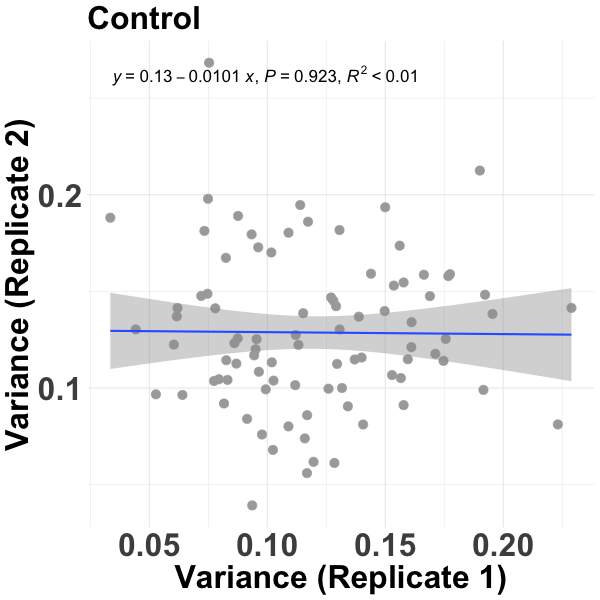 Control
y = 0.13 − 0.0101 x, P = 0.923, R² < 0.01
Variance (Replicate 2)
0.2
0.1
0.05 0.10 0.15 0.20
Variance (Replicate 1)